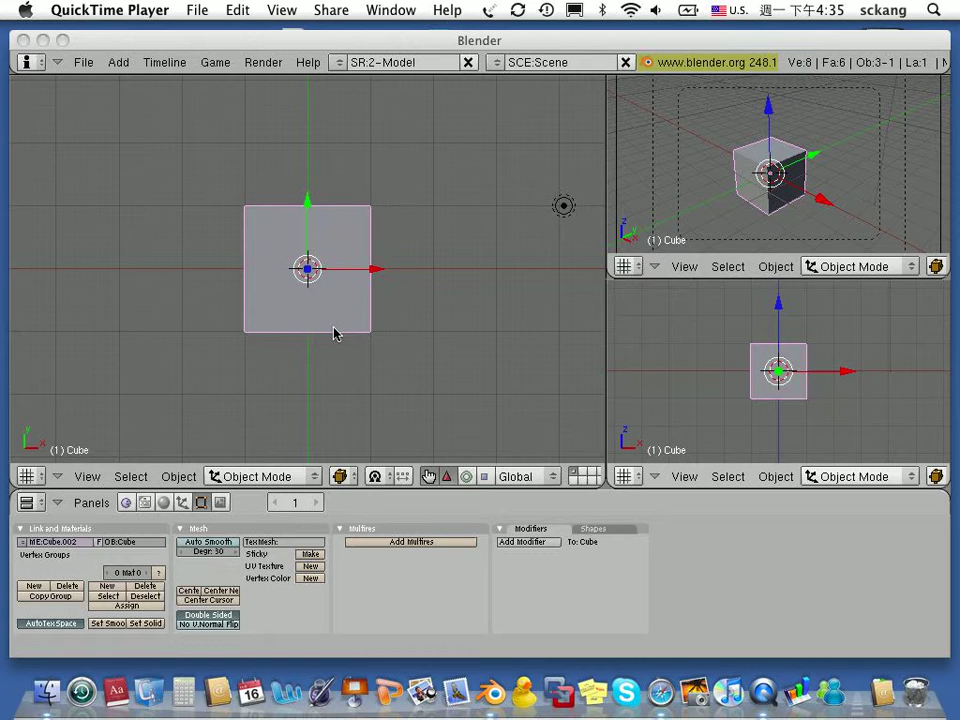 QuickTime Player File Edit View Share Window Help U.S. 週一 下午4:35 sckang
Blender
File Add Timeline Game Render Help SR:2-Model SCE:Scene www.blender.org 248.1 Ve:8 | Fa:6 | Ob:3-1 | La:1 |
z
y
(1) Cube
View Select Object Object Mode
z
y
x
(1) Cube
x
(1) Cube
View Select Object Object Mode Global
View Select Object Object Mode
Panels 1
Link and Materials
ME:Cube.002 F OB:Cube
Vertex Groups
0 Mat 0 ?
New Delete New Delete
Copy Group Select Deselect
Assign
AutoTexSpace Set Smoo Set Solid
Mesh
Auto Smooth TexMesh:
Degr: 30 Sticky Make
UV Texture New
Vertex Color New
Cente Center Ne
Center Cursor
Double Sided
No V.Normal Flip
Multires
Add Multires
Modifiers Shapes
Add Modifier To: Cube
16